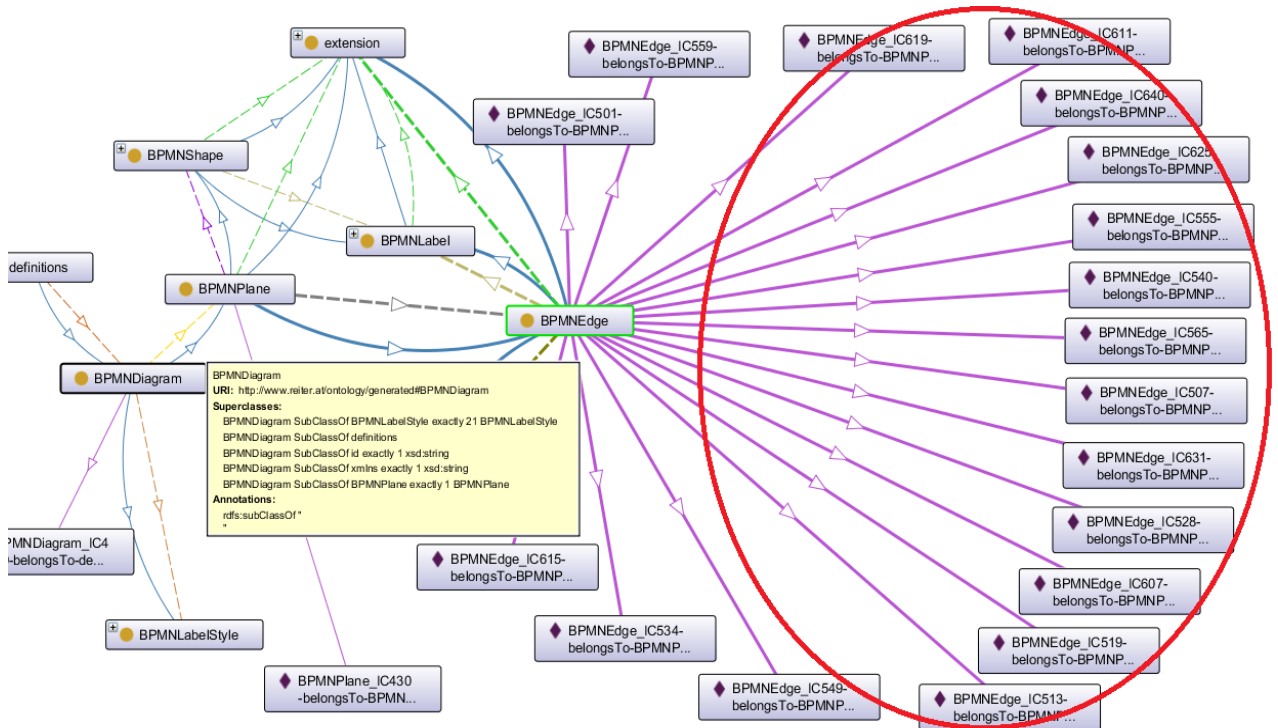 extension
BPMNEdge_IC559-
belongsTo-BPMNP...
BPMNEdge_IC619-
belongsTo-BPMNP...
BPMNEdge_IC611-
belongsTo-BPMNP...
BPMNEdge_IC501-
belongsTo-BPMNP...
BPMNEdge_IC640-
belongsTo-BPMNP...
BPMNShape
BPMNEdge_IC625-
belongsTo-BPMNP...
BPMNLabel
BPMNEdge_IC555-
belongsTo-BPMNP...
definitions
BPMNPlane
BPMNEdge_IC540-
belongsTo-BPMNP...
BPMNEdge
BPMNEdge_IC565-
belongsTo-BPMNP...
BPMNDiagram
BPMNEdge_IC507-
belongsTo-BPMNP...
BPMNDiagram
URI: http://www.reiter.at/ontology/generated#BPMNDiagram
Superclasses:
BPMNDiagram SubClassOf BPMNLabelStyle exactly 21 BPMNLabelStyle
BPMNDiagram SubClassOf definitions
BPMNDiagram SubClassOf id exactly 1 xsd:string
BPMNDiagram SubClassOf xmlns exactly 1 xsd:string
BPMNDiagram SubClassOf BPMNPlane exactly 1 BPMNPlane
Annotations:
rdfs:subClassOf "
"
BPMNEdge_IC631-
belongsTo-BPMNP...
BPMNEdge_IC528-
belongsTo-BPMNP...
PMNDiagram_IC4
-belongsTo-de...
BPMNEdge_IC615-
belongsTo-BPMNP...
BPMNEdge_IC607-
belongsTo-BPMNP...
BPMNLabelStyle
BPMNEdge_IC534-
belongsTo-BPMNP...
BPMNEdge_IC519-
belongsTo-BPMNP...
BPMNPlane_IC430
-belongsTo-BPMN...
BPMNEdge_IC549-
belongsTo-BPMNP...
BPMNEdge_IC513-
belongsTo-BPMNP...